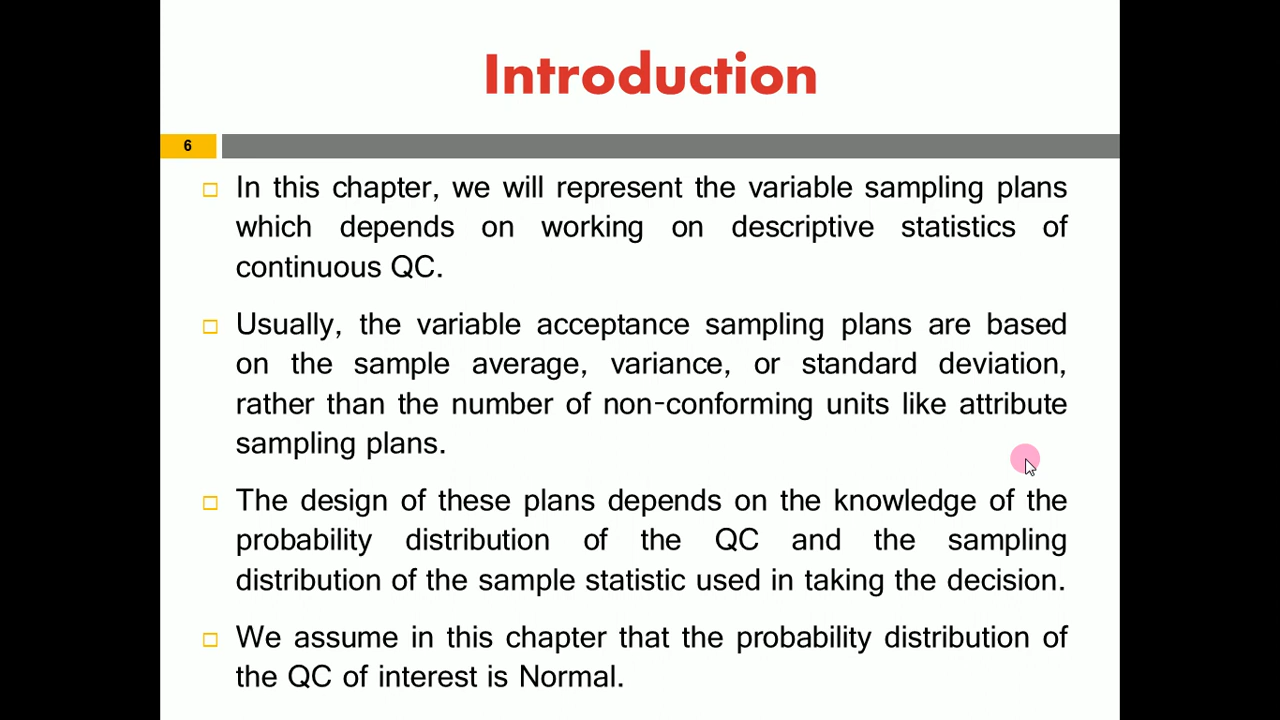 Introduction
6
In this chapter, we will represent the variable sampling plans
which depends on working on descriptive statistics of
continuous QC.
Usually, the variable acceptance sampling plans are based
on the sample average, variance, or standard deviation,
rather than the number of non-conforming units like attribute
sampling plans.
The design of these plans depends on the knowledge of the
probability distribution of the QC and the sampling
distribution of the sample statistic used in taking the decision.
We assume in this chapter that the probability distribution of
the QC of interest is Normal.